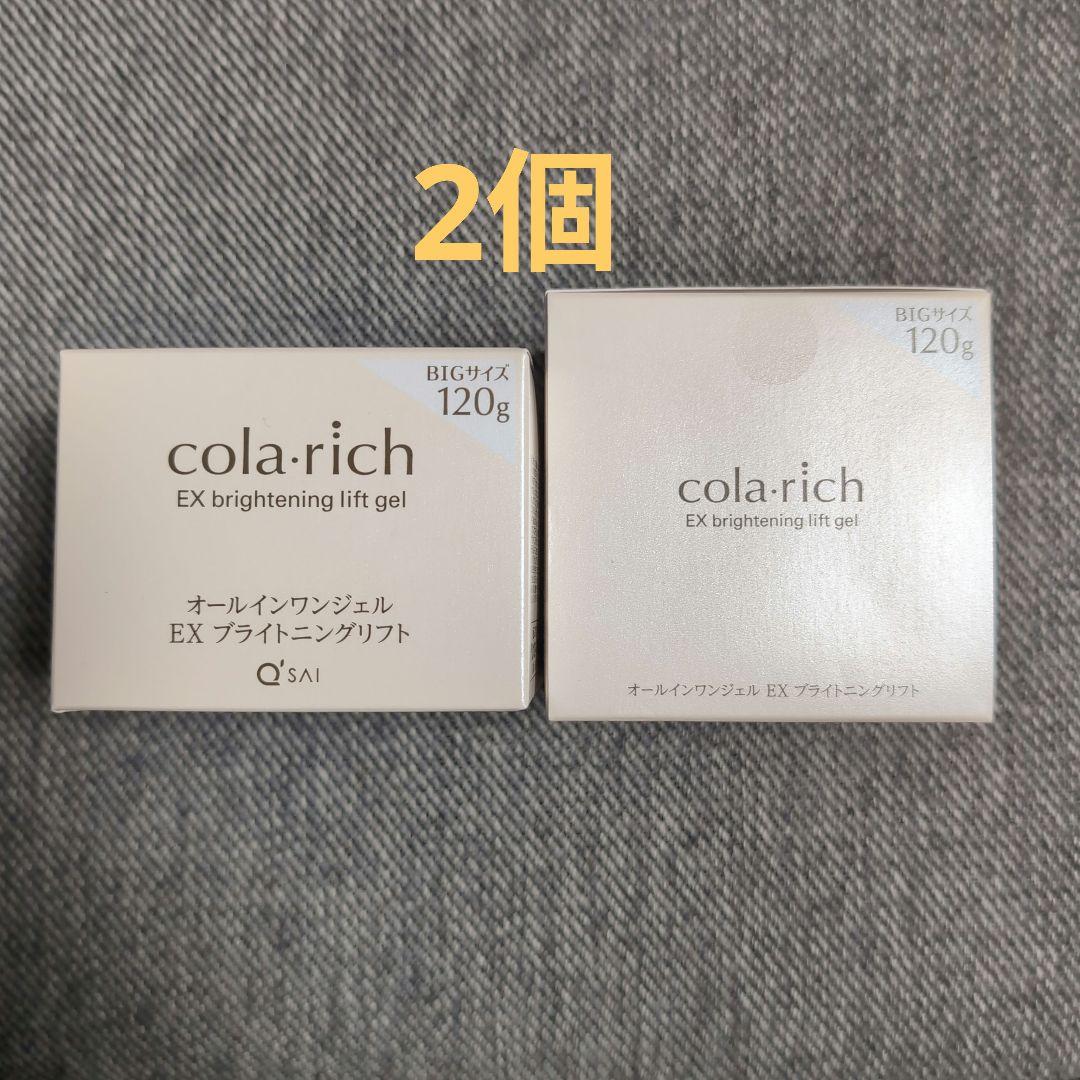 2個
BIGサイズ
120g
cola·rich
EX brightening lift gel
オールインワンジェル
EX ブライトニングリフト
Q'SAI
BIGサイズ
120g
cola·rich
EX brightening lift gel
オールインワンジェル EX ブライトニングリフト